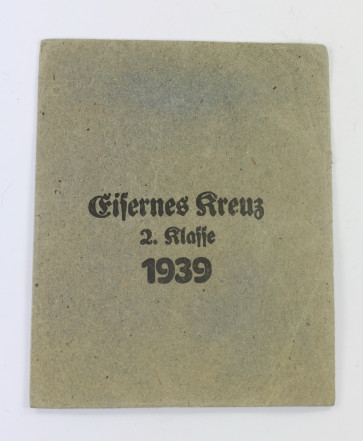 Eisernes Kreuz
2. Klasse
1939